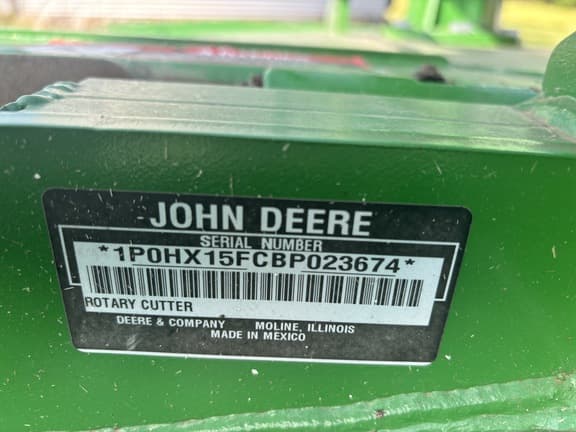 JOHN DEERE
SERIAL NUMBER
*1P0HX15FCBP023674*
ROTARY CUTTER
DEERE & COMPANY MOLINE, ILLINOIS
MADE IN MEXICO